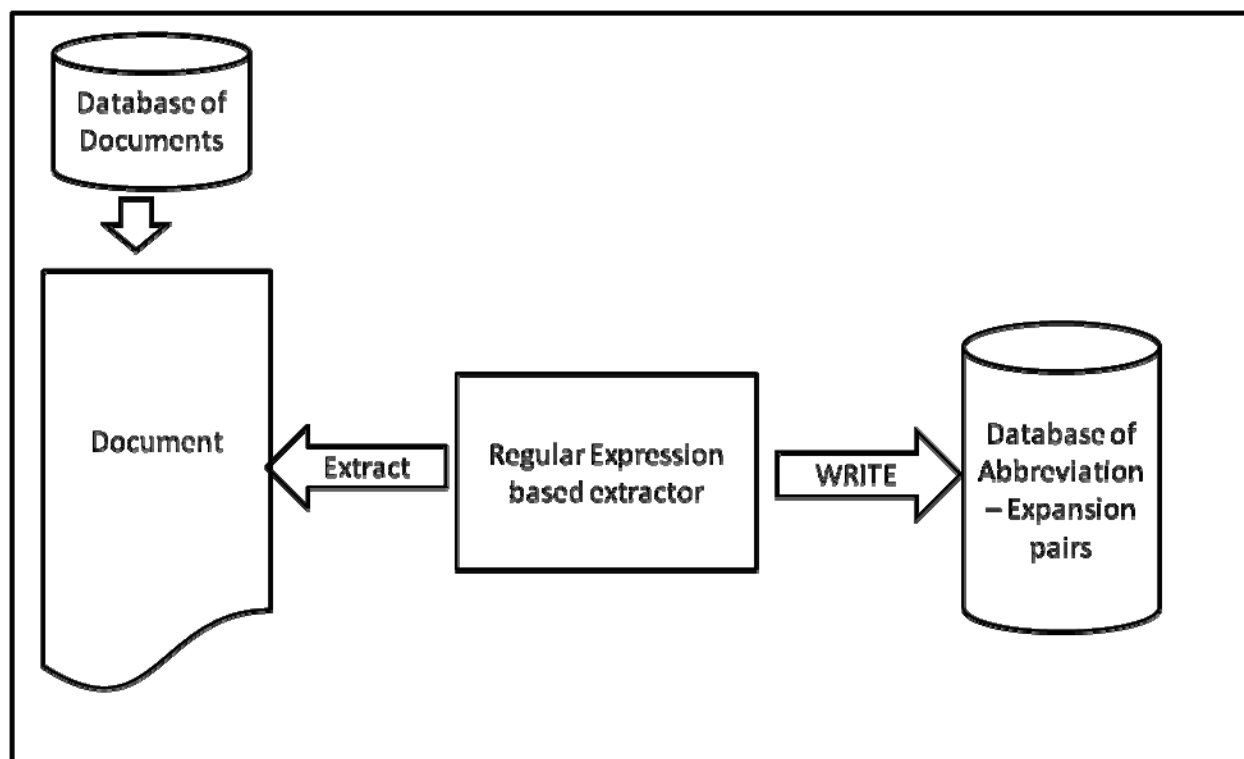 Database of
Documents
Document
Extract
Regular Expression
based extractor
WRITE
Database of
Abbreviation
– Expansion
pairs